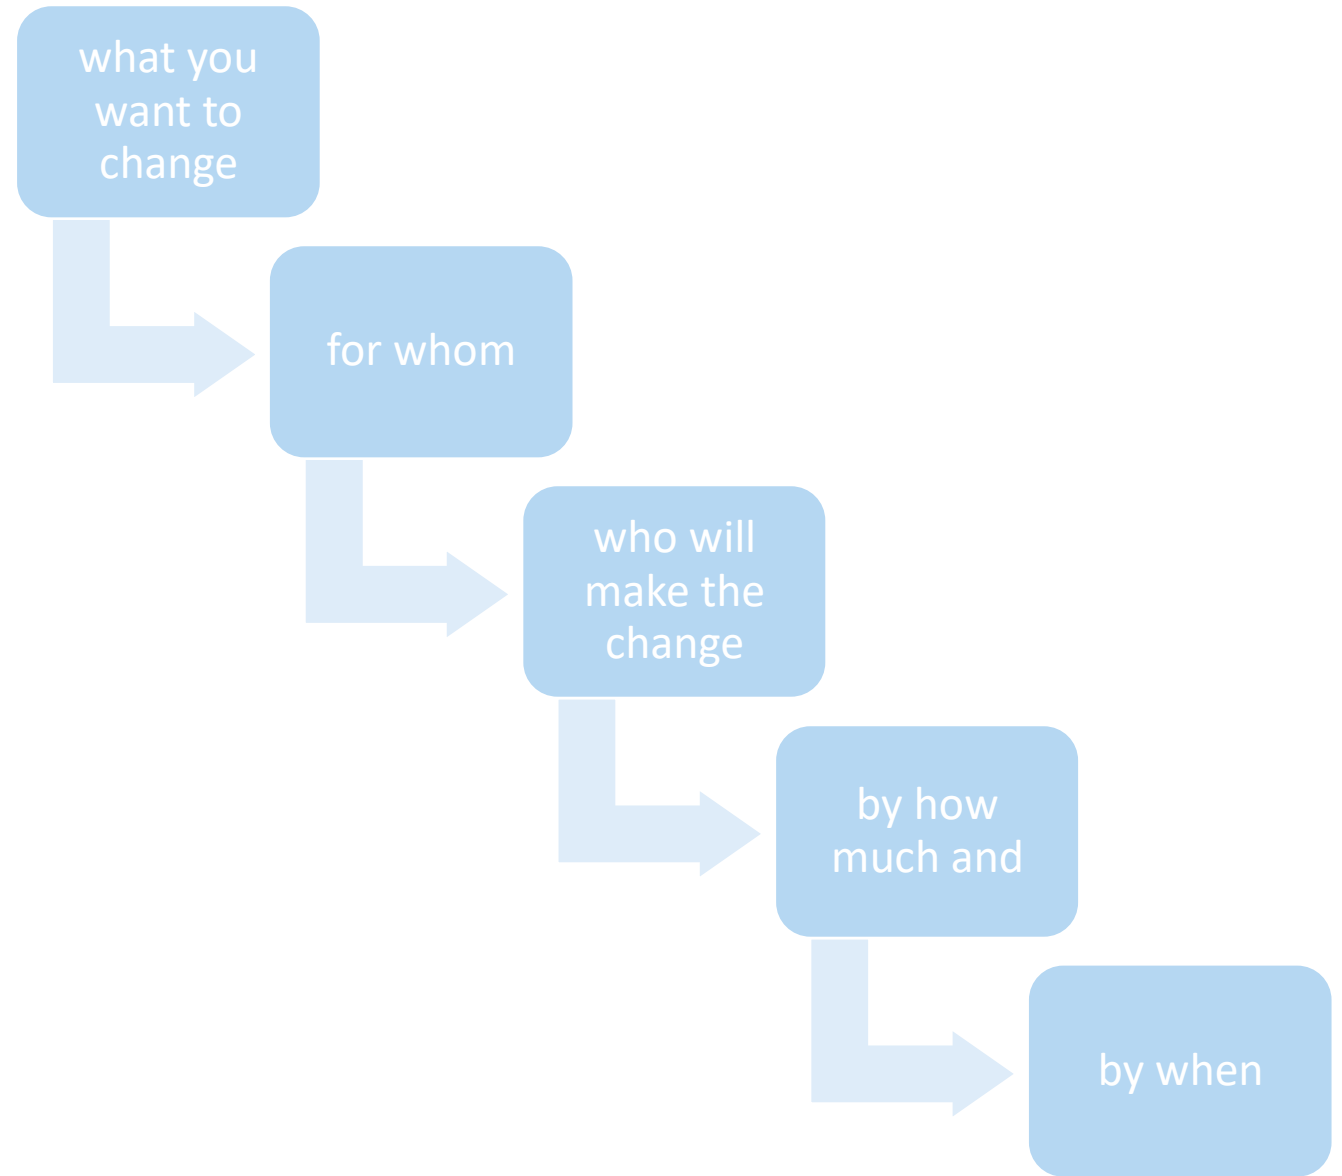 what you
want to
change
for whom
who will
make the
change
by how
much and
by when